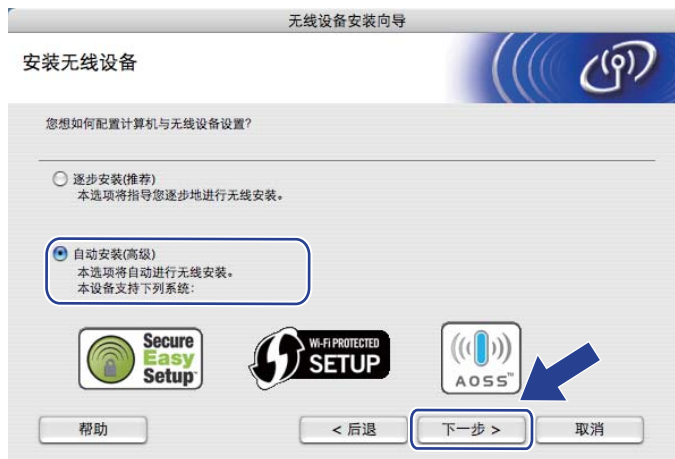 无线设备安装向导
安装无线设备
您想如何配置计算机与无线设备设置?
逐步安装(推荐)
本选项将指导您逐步地进行无线安装。
自动安装(高级)
本选项将自动进行无线安装。
本设备支持下列系统:
Secure
Easy
Setup™
Wi-Fi PROTECTED
SETUP
AOSS™
帮助
< 后退
下一步 >
取消